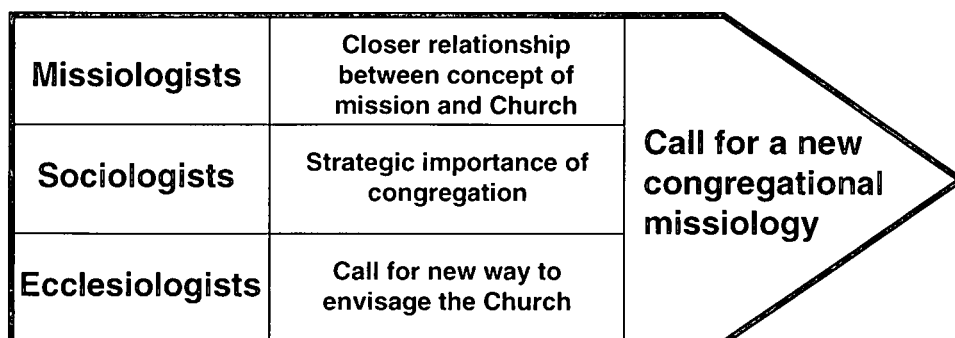 Missiologists
Closer relationship
between concept of
mission and Church
Sociologists
Strategic importance of
congregation
Ecclesiologists
Call for new way to
envisage the Church
Call for a new
congregational
missiology